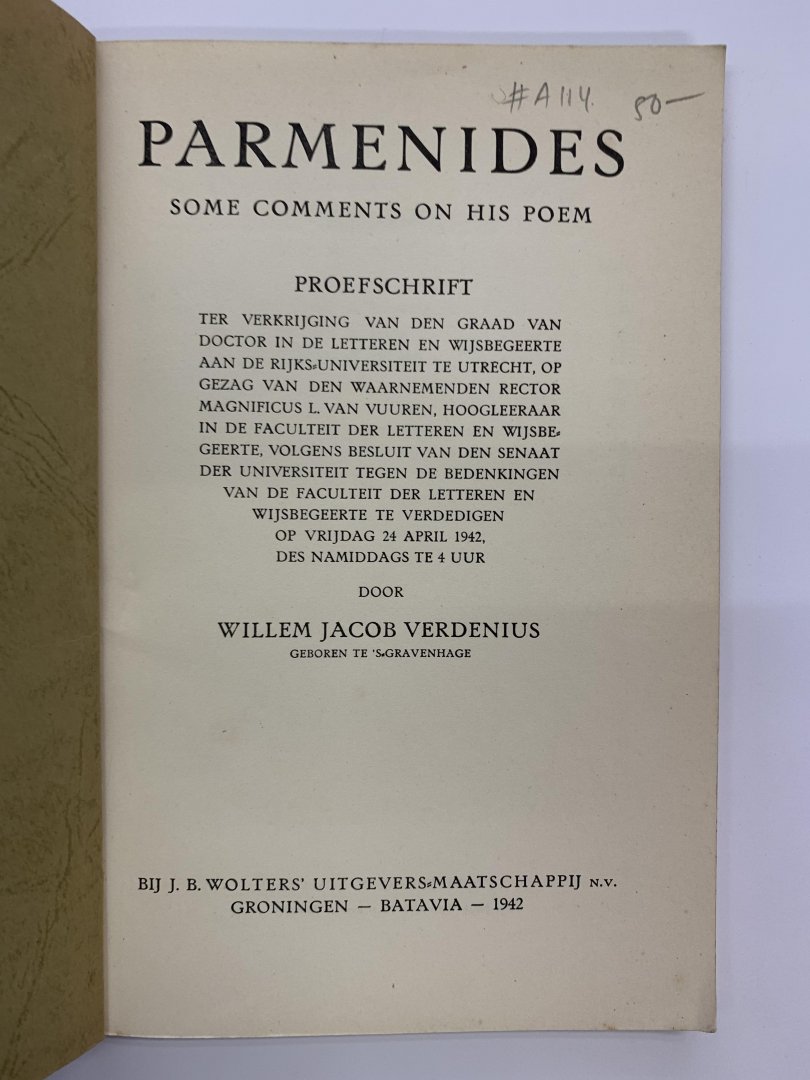 #A114. 50—
PARMENIDES
SOME COMMENTS ON HIS POEM
PROEFSCHRIFT
TER VERKRIJGING VAN DEN GRAAD VAN
DOCTOR IN DE LETTEREN EN WIJSBEGEERTE
AAN DE RIJKS-UNIVERSITEIT TE UTRECHT, OP
GEZAG VAN DEN WAARNEMENDEN RECTOR
MAGNIFICUS L. VAN VUUREN, HOOGLEERAAR
IN DE FACULTEIT DER LETTEREN EN WIJSBE-
GEERTE, VOLGENS BESLUIT VAN DEN SENAAT
DER UNIVERSITEIT TEGEN DE BEDENKINGEN
VAN DE FACULTEIT DER LETTEREN EN
WIJSBEGEERTE TE VERDEDIGEN
OP VRIJDAG 24 APRIL 1942,
DES NAMIDDAGS TE 4 UUR
DOOR
WILLEM JACOB VERDENIUS
GEBOREN TE 'S-GRAVENHAGE
BIJ J. B. WOLTERS' UITGEVERS-MAATSCHAPPIJ N.V.
GRONINGEN — BATAVIA — 1942